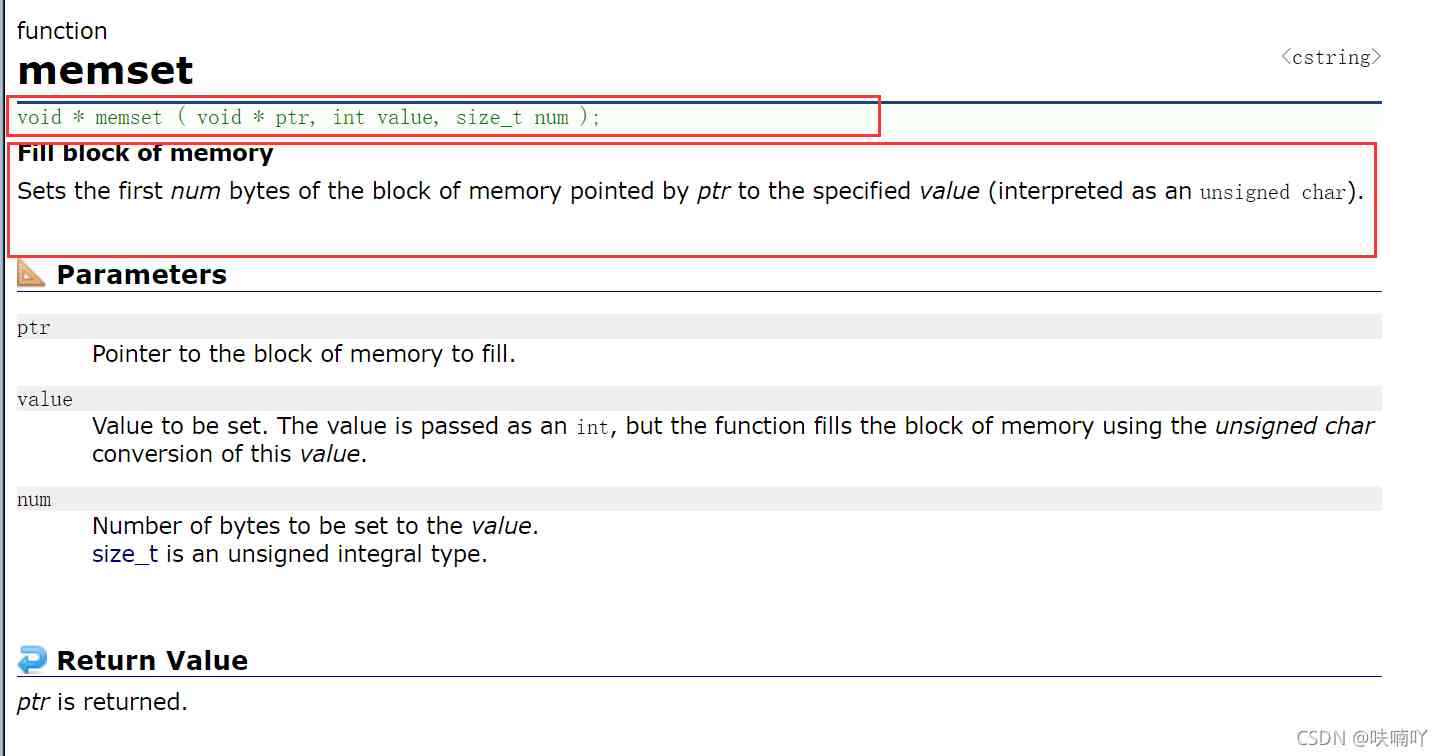 function
memset
<cstring>
void * memset ( void * ptr, int value, size_t num );
Fill block of memory
Sets the first num bytes of the block of memory pointed by ptr to the specified value (interpreted as an unsigned char).
Parameters
ptr
Pointer to the block of memory to fill.
value
Value to be set. The value is passed as an int, but the function fills the block of memory using the unsigned char
conversion of this value.
num
Number of bytes to be set to the value.
size_t is an unsigned integral type.
Return Value
ptr is returned.
CSDN @呋喃吖